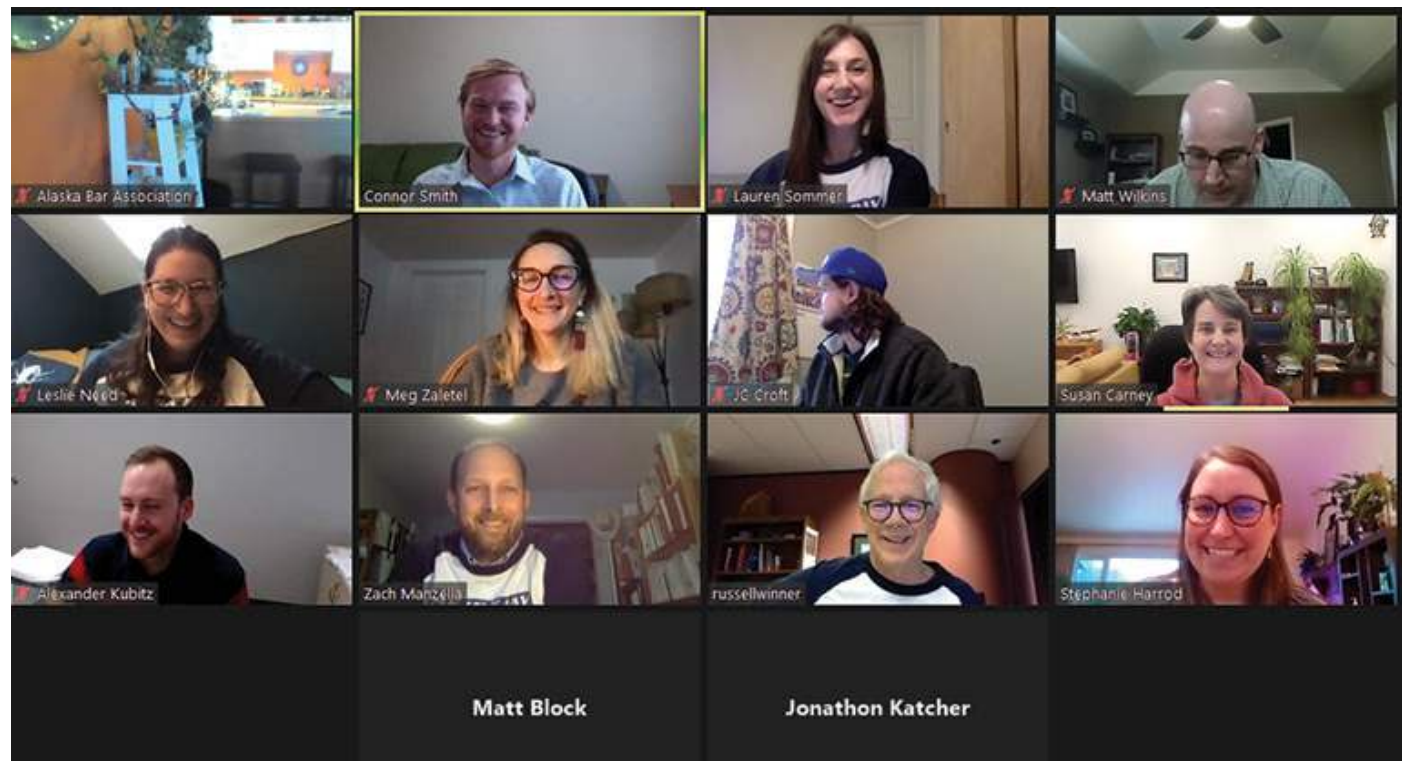 Alaska Bar Association
Connor Smith
Lauren Sommer
Matt Wilkins
Leslie Need
Meg Zaletel
JC Croft
Susan Carney
Alexander Kubitz
Zach Manzella
russellwinner
Stephanie Harrod
Matt Block
Jonathon Katcher